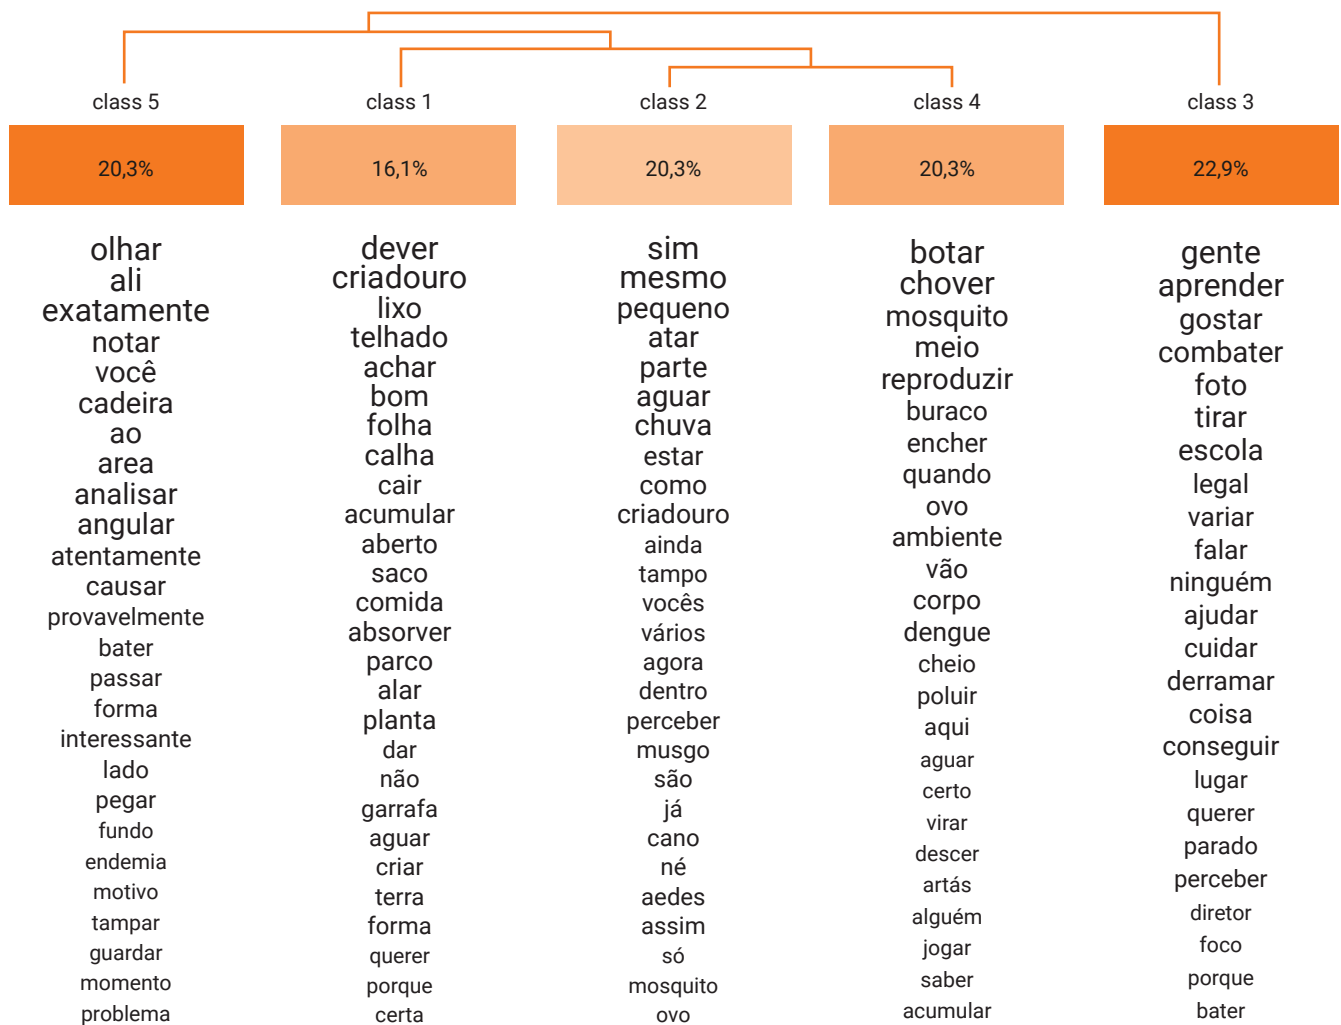 class 5
20,3%
olhar
ali
exatamente
notar
você
cadeira
ao
area
analisar
angular
atentamente
causar
provavelmente
bater
passar
forma
interessante
lado
pegar
fundo
endemia
motivo
tampar
guardar
momento
problema
class 1
16,1%
dever
criadouro
lixo
telhado
achar
bom
folha
calha
cair
acumular
aberto
saco
comida
absorver
parco
alar
planta
dar
não
garrafa
aguar
criar
terra
forma
querer
porque
certa
class 2
20,3%
sim
mesmo
pequeno
atar
parte
aguar
chuva
estar
como
criadouro
ainda
tampo
vocês
vários
agora
dentro
perceber
musgo
são
já
cano
né
aedes
assim
só
mosquito
ovo
class 4
20,3%
botar
chover
mosquito
meio
reproduzir
buraco
encher
quando
ovo
ambiente
vão
corpo
dengue
cheio
poluir
aqui
aguar
certo
virar
descer
artás
alguém
jogar
saber
acumular
class 3
22,9%
gente
aprender
gostar
combater
foto
tirar
escola
legal
variar
falar
ninguém
ajudar
cuidar
derramar
coisa
conseguir
lugar
querer
parado
perceber
diretor
foco
porque
bater